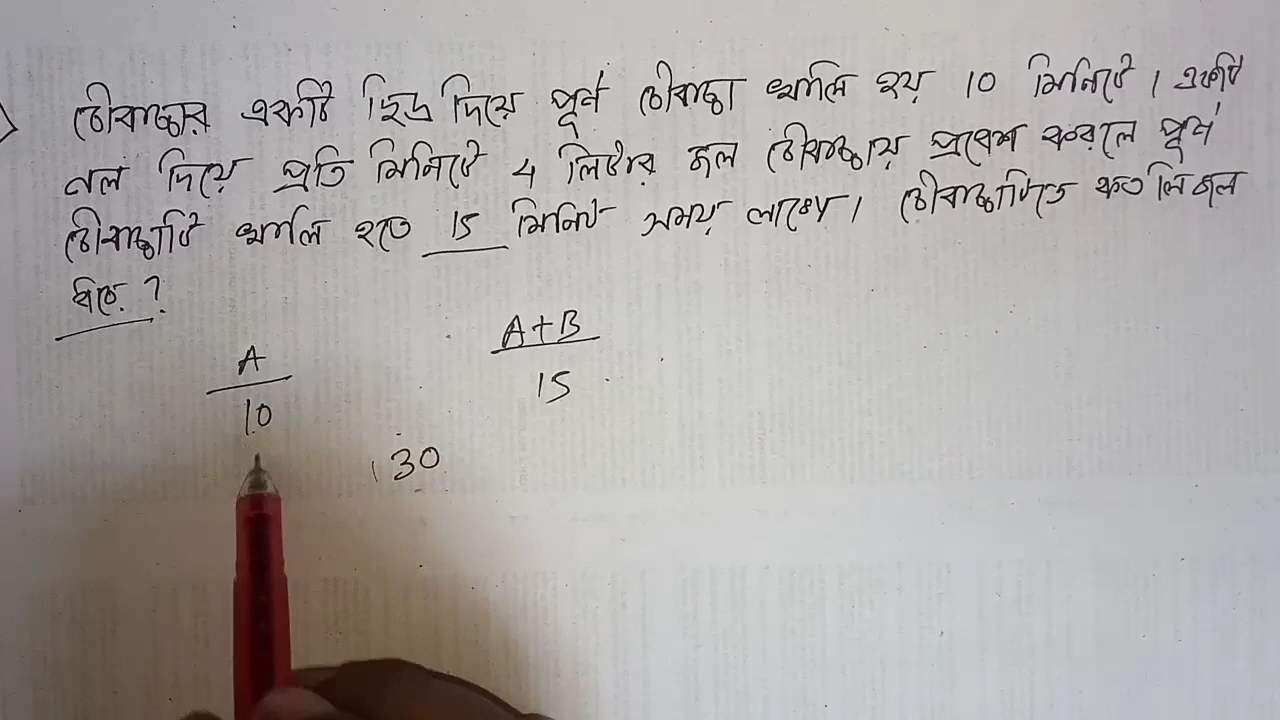 চৌবাচ্চার একটি ছিদ্র দিয়ে পূর্ন চৌবাচ্চা খালি হয় 10 মিনিটে। একটি
নল দিয়ে প্রতি মিনিটে 4 লিটার জল চৌবাচ্চায় প্রবেশ করলে পূর্ন
চৌবাচ্চাটি খালি হতে 15 মিনিট সময় লাগে। চৌবাচ্চাটিতে কত লি জল
ধরে ?
A A+B
10 15
30